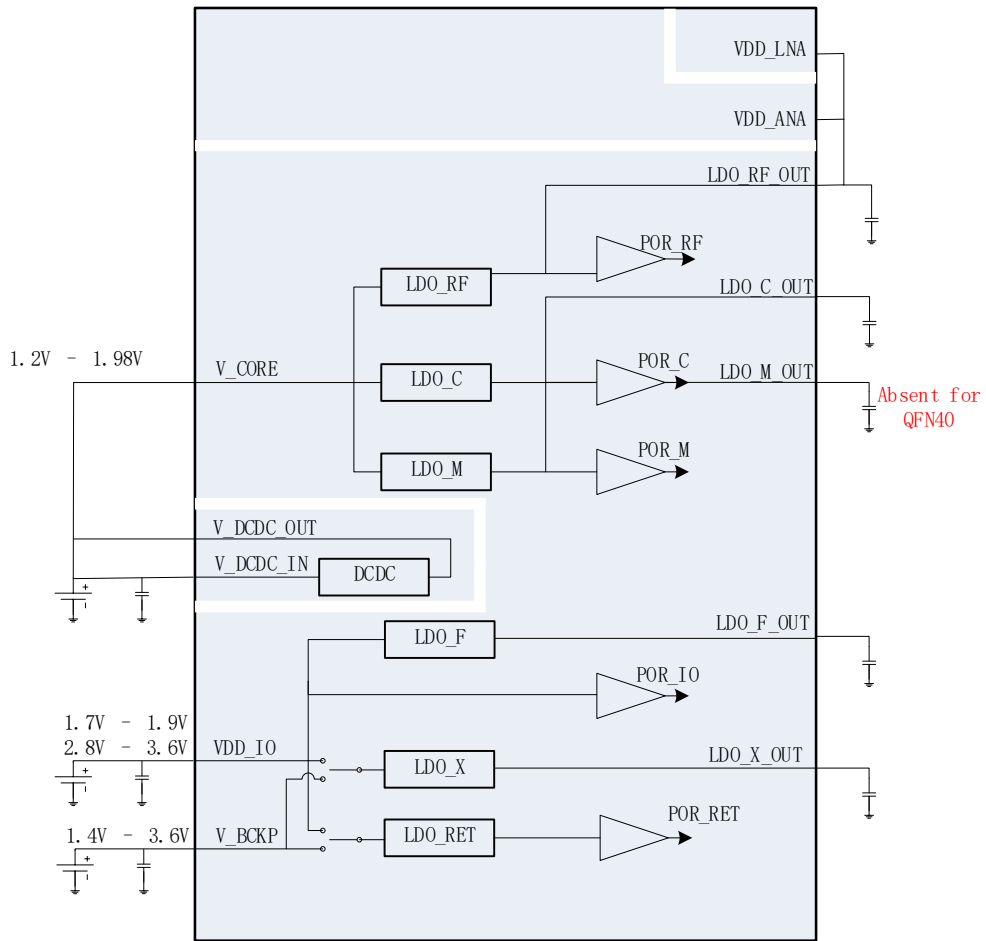 VDD_LNA
VDD_ANA
LDO_RF_OUT
POR_RF
LDO_RF
LDO_C_OUT
1.2V - 1.98V
V_CORE
LDO_C
POR_C
LDO_M_OUT
Absent for
QFN40
LDO_M
POR_M
V_DCDC_OUT
V_DCDC_IN
DCDC
+
-
LDO_F
LDO_F_OUT
POR_IO
1.7V - 1.9V
2.8V - 3.6V
VDD_IO
LDO_X
LDO_X_OUT
+
-
1.4V - 3.6V
V_BCKP
LDO_RET
POR_RET
+
-